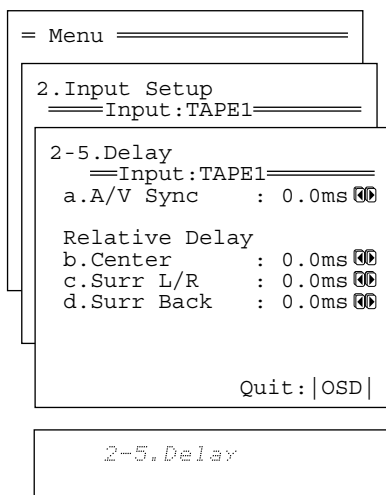 Menu
2.Input Setup
Input:TAPE1
2-5.Delay
Input:TAPE1
a.A/V Sync : 0.0ms
Relative Delay
b.Center : 0.0ms
c.Surr L/R : 0.0ms
d.Surr Back : 0.0ms
Quit:|OSD|
2-5.Delay